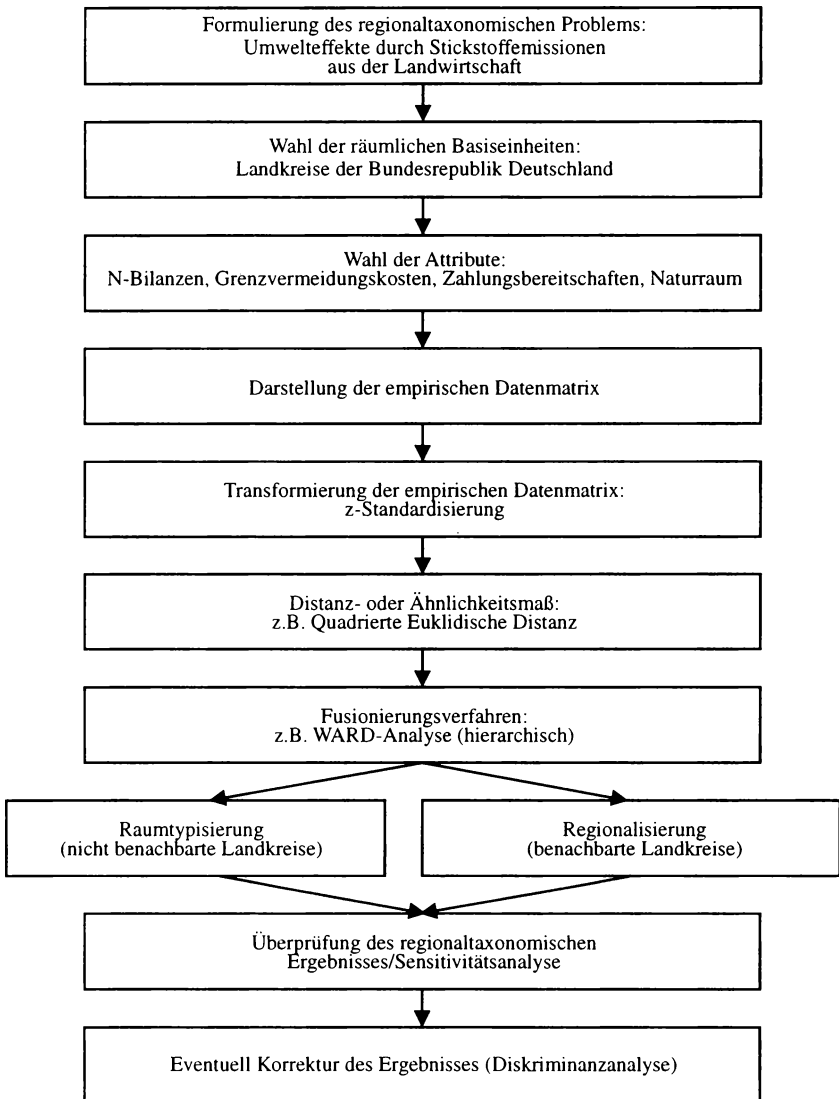 Formulierung des regionaltaxonomischen Problems:
Umwelteffekte durch Stickstoffemissionen
aus der Landwirtschaft
Wahl der räumlichen Basiseinheiten:
Landkreise der Bundesrepublik Deutschland
Wahl der Attribute:
N-Bilanzen, Grenzvermeidungskosten, Zahlungsbereitschaften, Naturraum
Darstellung der empirischen Datenmatrix
Transformierung der empirischen Datenmatrix:
z-Standardisierung
Distanz- oder Ähnlichkeitsmaß:
z.B. Quadrierte Euklidische Distanz
Fusionierungsverfahren:
z.B. WARD-Analyse (hierarchisch)
Raumtypisierung
(nicht benachbarte Landkreise)
Regionalisierung
(benachbarte Landkreise)
Überprüfung des regionaltaxonomischen
Ergebnisses/Sensitivitätsanalyse
Eventuell Korrektur des Ergebnisses (Diskriminanzanalyse)